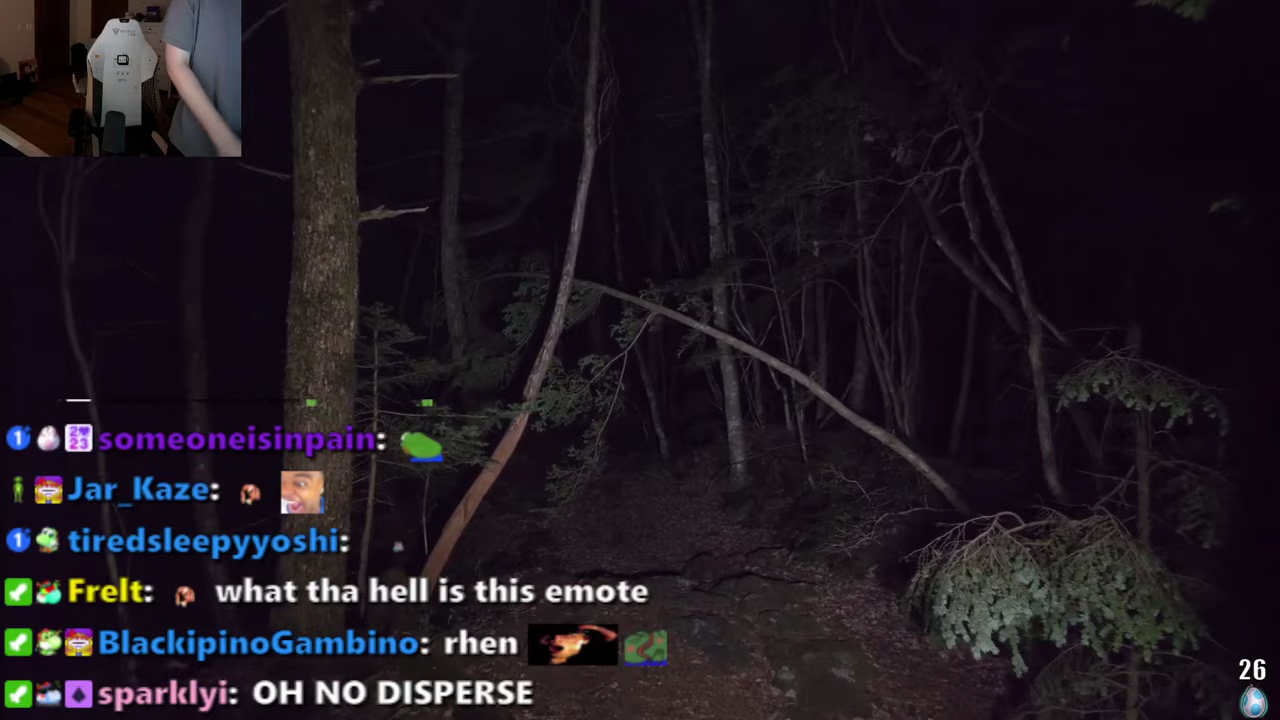 someoneisinpain:
Jar_Kaze:
tiredsleepyyoshi:
Frelt: what tha hell is this emote
BlackipinoGambino: rhen
sparklyi: OH NO DISPERSE
26